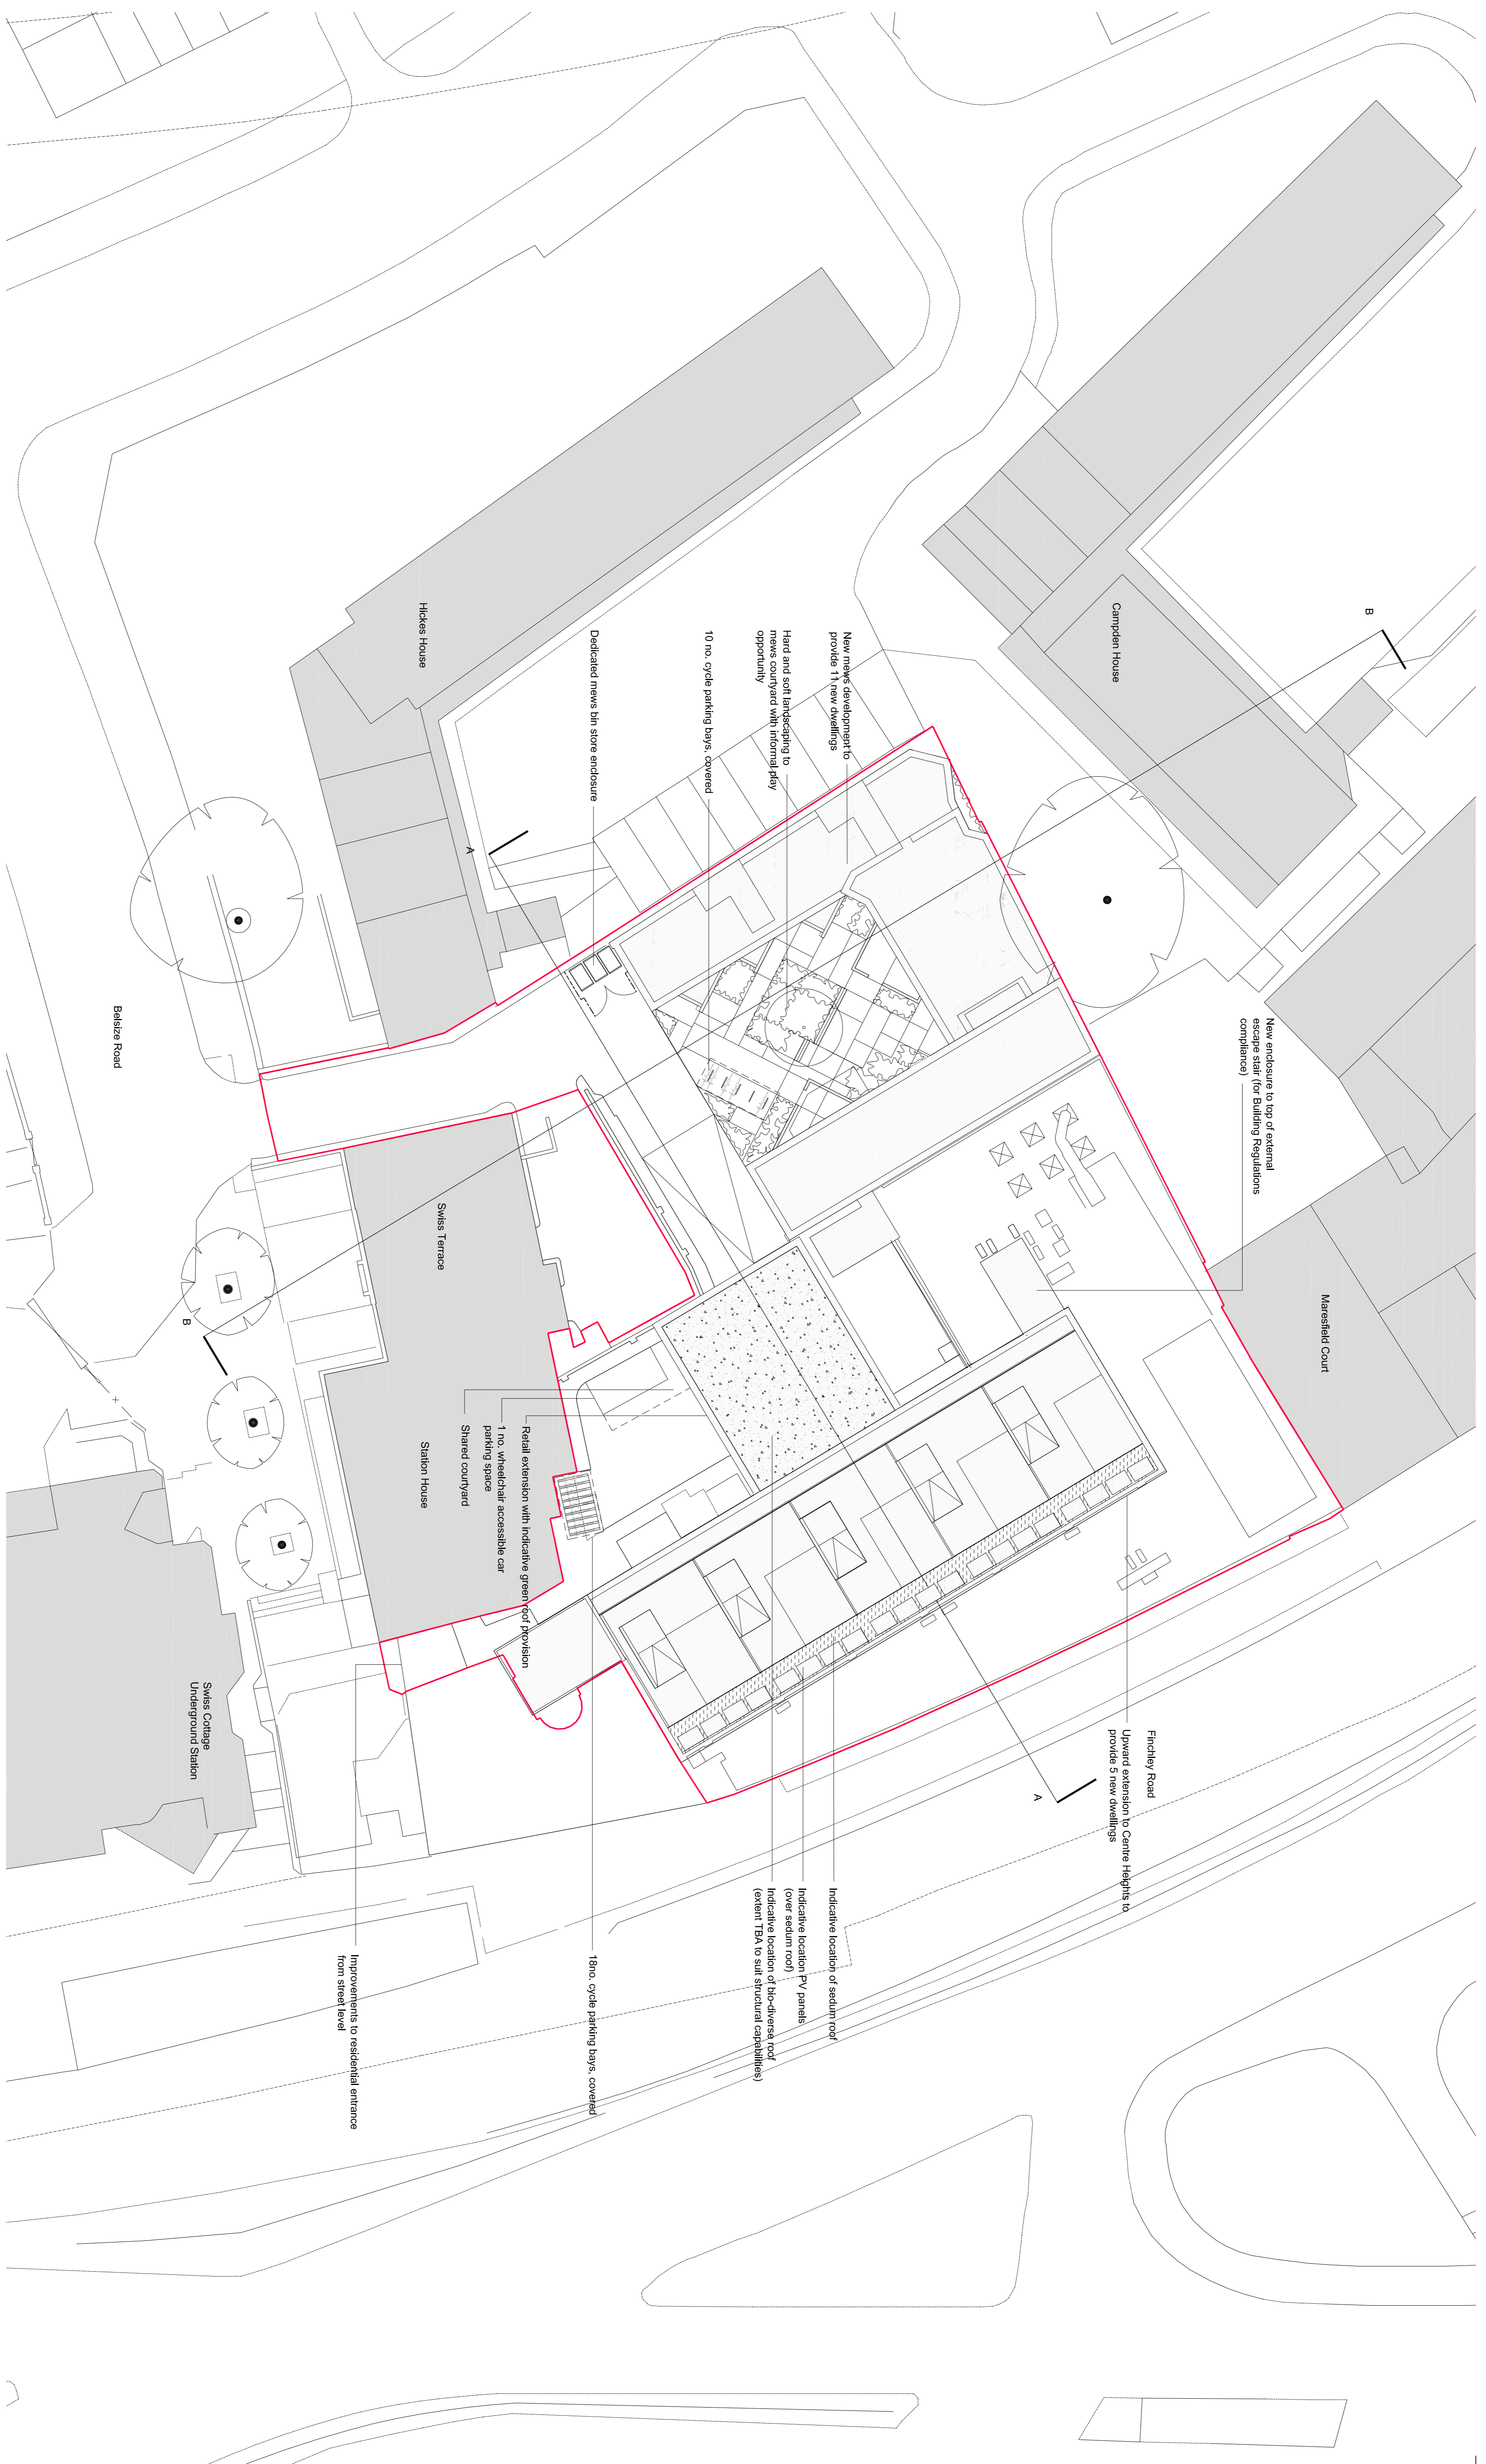 Campden House
B
Hickes House
New mews development to
provide 11 new dwellings
Hard and soft landscaping to
mews courtyard with informal play
opportunity
10 no. cycle parking bays, covered
Dedicated mews bin store enclosure
A
Belsize Road
New enclosure to top of external
escape stair (for Building Regulations
compliance)
Maresfield Court
Swiss Terrace
Station House
B
Retail extension with indicative green roof provision
1 no. wheelchair accessible car
parking space
Shared courtyard
Swiss Cottage
Underground Station
Finchley Road
Upward extension to Centre Heights to
provide 5 new dwellings
A
Indicative location of sedum roof
Indicative location PV panels
(over sedum roof)
Indicative location of bio-diverse roof
(extent TBA to suit structural capabilities)
18no. cycle parking bays, covered
Improvements to residential entrance
from street level